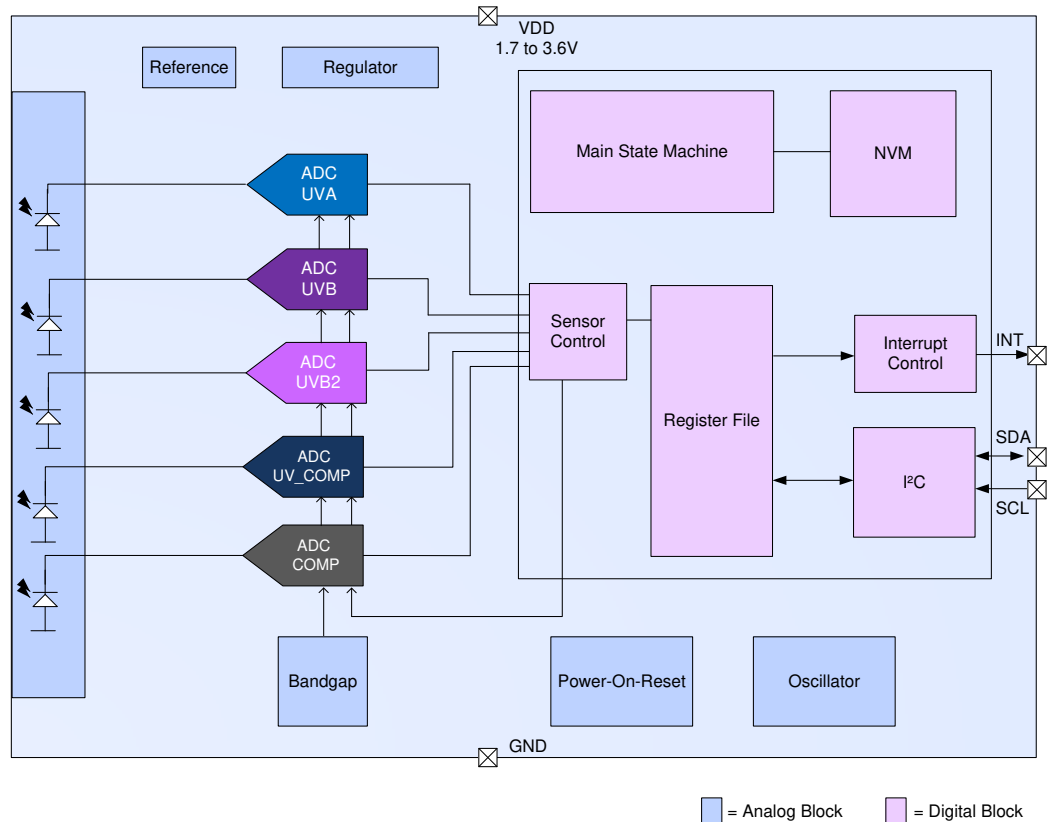 VDD
1.7 to 3.6V
Reference
Regulator
Main State Machine
NVM
ADC
UVA
ADC
UVB
ADC
UVB2
ADC
UV_COMP
ADC
COMP
Sensor
Control
Register File
Interrupt
Control
INT
I²C
SDA
SCL
Bandgap
Power-On-Reset
Oscillator
GND
= Analog Block
= Digital Block